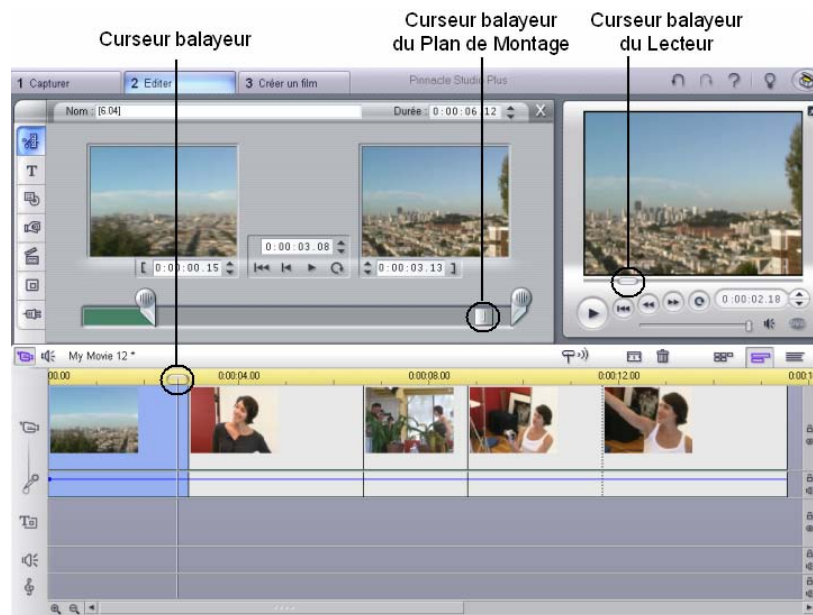 Curseur balayeur
Curseur balayeur
du Plan de Montage
Curseur balayeur
du Lecteur
1 Capturer
2 Editer
3 Créer un film
Pinnacle Studio Plus
Nom : [6.04]
Durée : 0:00:06.12
X
T
0:00:03.08
[ 0:00:00.15
0:00:03.13 ]
0:00:02.18
My Movie 12 *
00.00
0:00:04.00
0:00:08.00
0:00:12.00
0:00:1
T